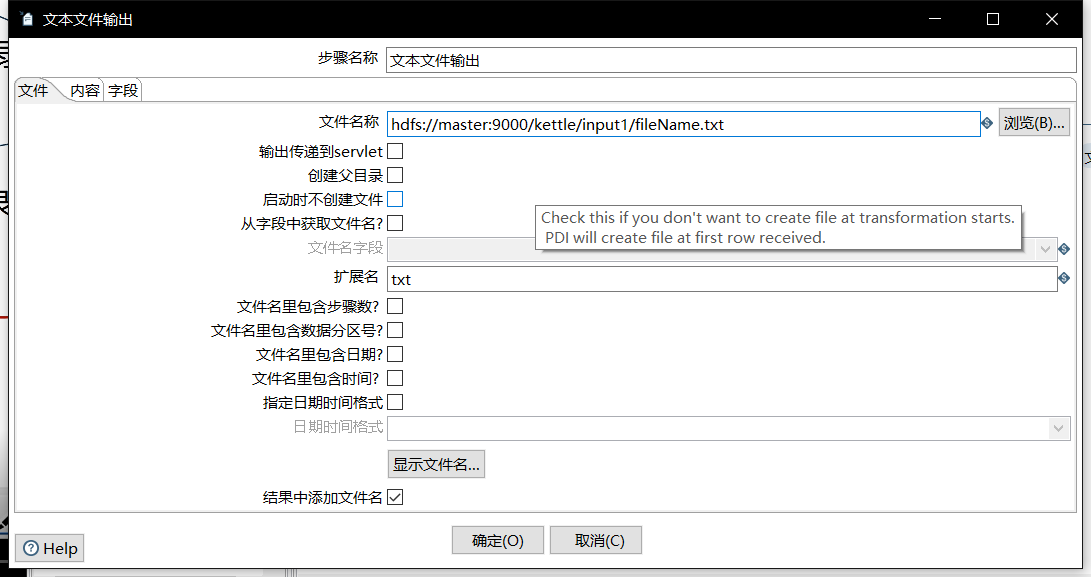 文本文件输出
步骤名称 文本文件输出
文件 内容 字段
文件名称 hdfs://master:9000/kettle/input1/fileName.txt 浏览(B)...
输出传递到servlet
创建父目录
启动时不创建文件
从字段中获取文件名?
Check this if you don't want to create file at transformation starts.
PDI will create file at first row received.
文件名字段
扩展名 txt
文件名里包含步骤数?
文件名里包含数据分区号?
文件名里包含日期?
文件名里包含时间?
指定日期时间格式
日期时间格式
显示文件名...
结果中添加文件名
Help 确定(O) 取消(C)